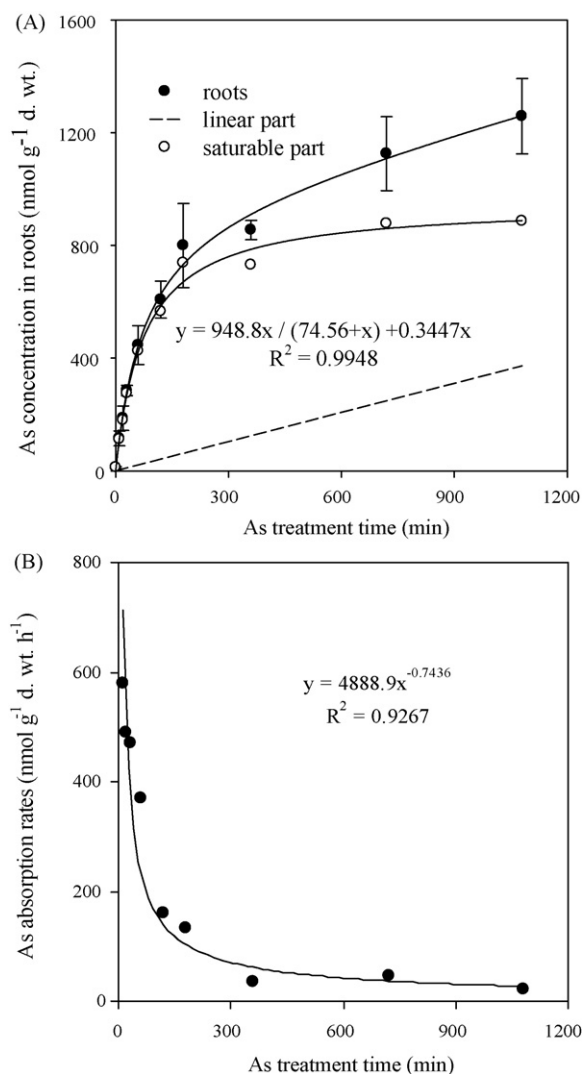 (A)
1600
1200
800
400
0
As concentration in roots (nmol g⁻¹ d. wt.)
roots
linear part
saturable part
y = 948.8x / (74.56+x) +0.3447x
R² = 0.9948
0 300 600 900 1200
As treatment time (min)
(B)
800
600
400
200
0
As absorption rates (nmol g⁻¹ d. wt. h⁻¹)
y = 4888.9x⁻⁰·⁷⁴³⁶
R² = 0.9267
0 300 600 900 1200
As treatment time (min)